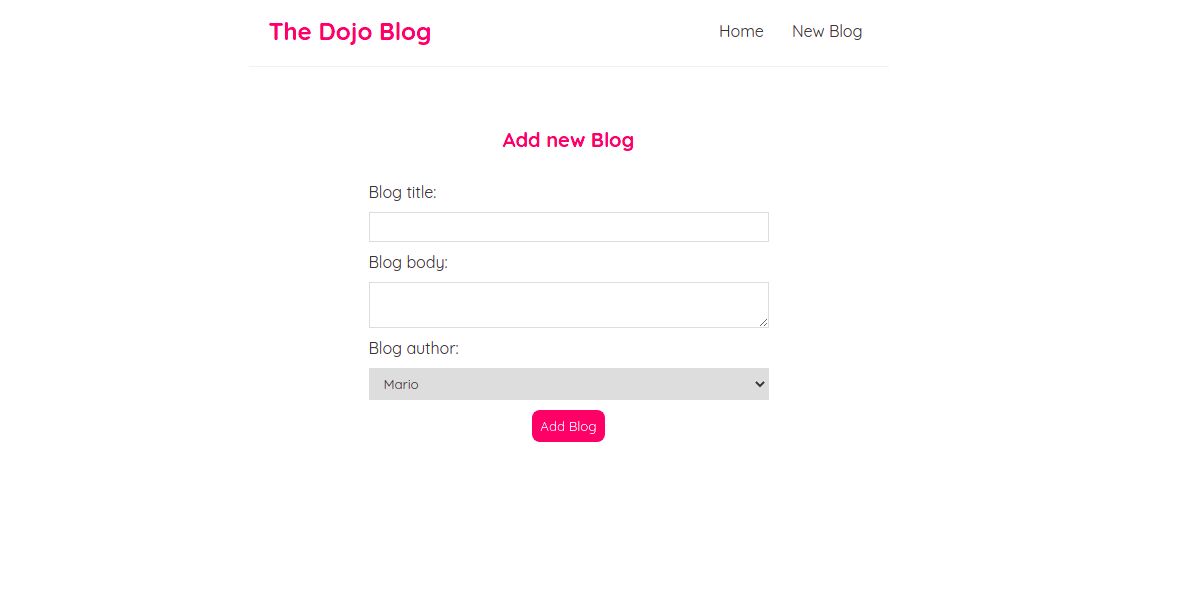 The Dojo Blog
Home New Blog
Add new Blog
Blog title:
Blog body:
Blog author:
Mario
Add Blog